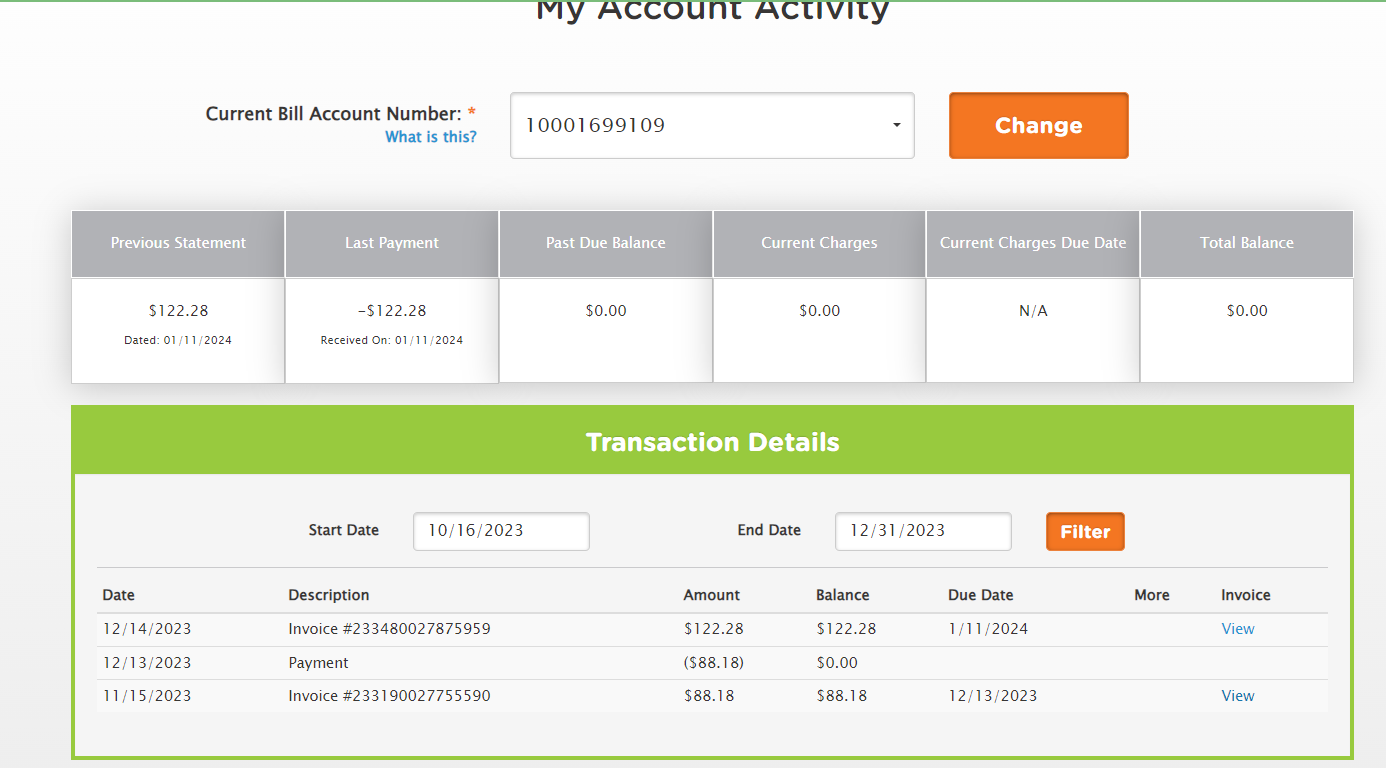 My Account Activity
Current Bill Account Number: *
What is this?
10001699109
Change
Previous Statement Last Payment Past Due Balance Current Charges Current Charges Due Date Total Balance
$122.28 -$122.28 $0.00 $0.00 N/A $0.00
Dated: 01/11/2024 Received On: 01/11/2024
Transaction Details
Start Date 10/16/2023 End Date 12/31/2023 Filter
Date Description Amount Balance Due Date More Invoice
12/14/2023 Invoice #233480027875959 $122.28 $122.28 1/11/2024 View
12/13/2023 Payment ($88.18) $0.00
11/15/2023 Invoice #233190027755590 $88.18 $88.18 12/13/2023 View